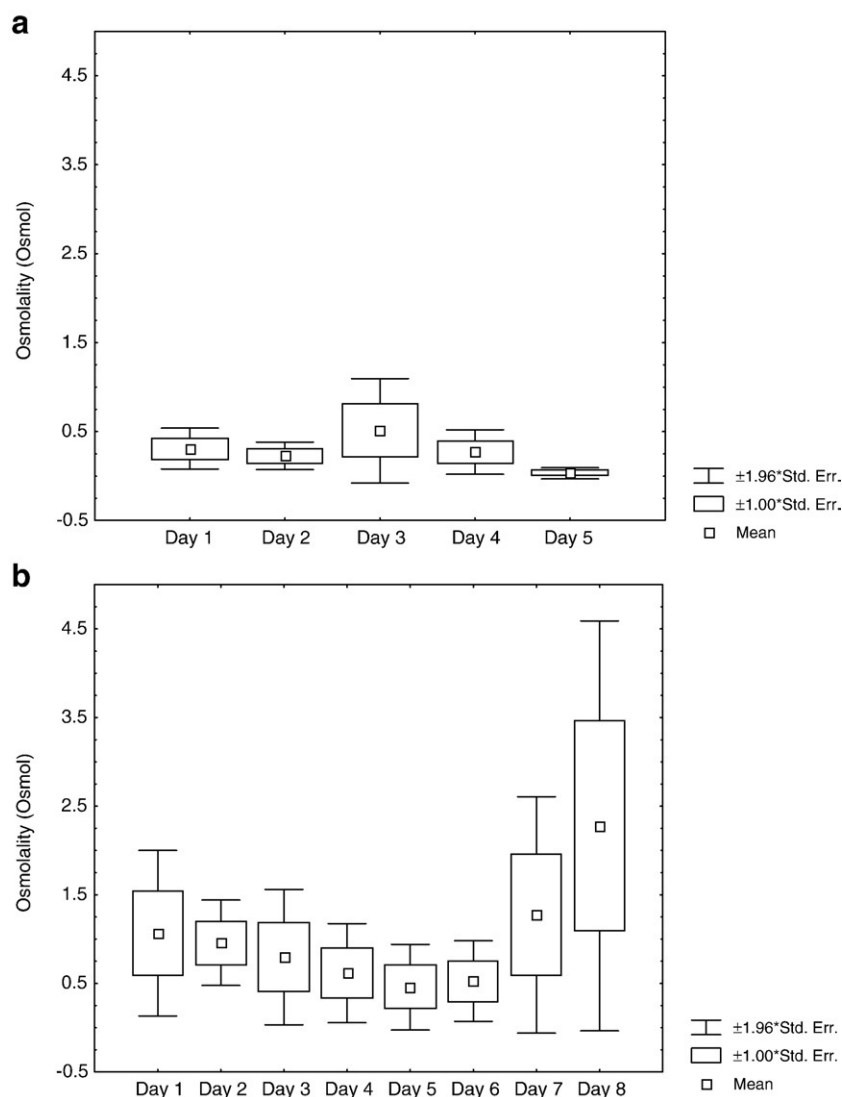 a
4.5
3.5
2.5
1.5
0.5
-0.5
Osmolality (Osmol)
Day 1 Day 2 Day 3 Day 4 Day 5
±1.96*Std. Err.
±1.00*Std. Err.
Mean
b
4.5
3.5
2.5
1.5
0.5
-0.5
Osmolality (Osmol)
Day 1 Day 2 Day 3 Day 4 Day 5 Day 6 Day 7 Day 8
±1.96*Std. Err.
±1.00*Std. Err.
Mean